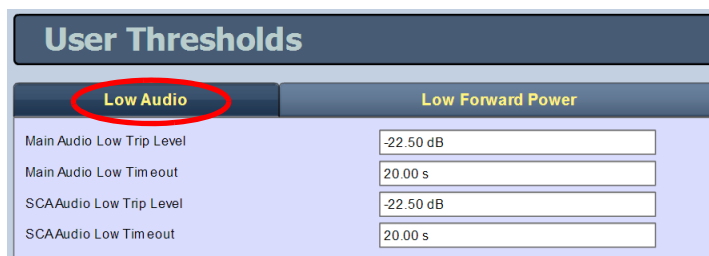 User Thresholds
Low Audio Low Forward Power
Main Audio Low Trip Level -22.50 dB
Main Audio Low Timeout 20.00 s
SCA Audio Low Trip Level -22.50 dB
SCA Audio Low Timeout 20.00 s